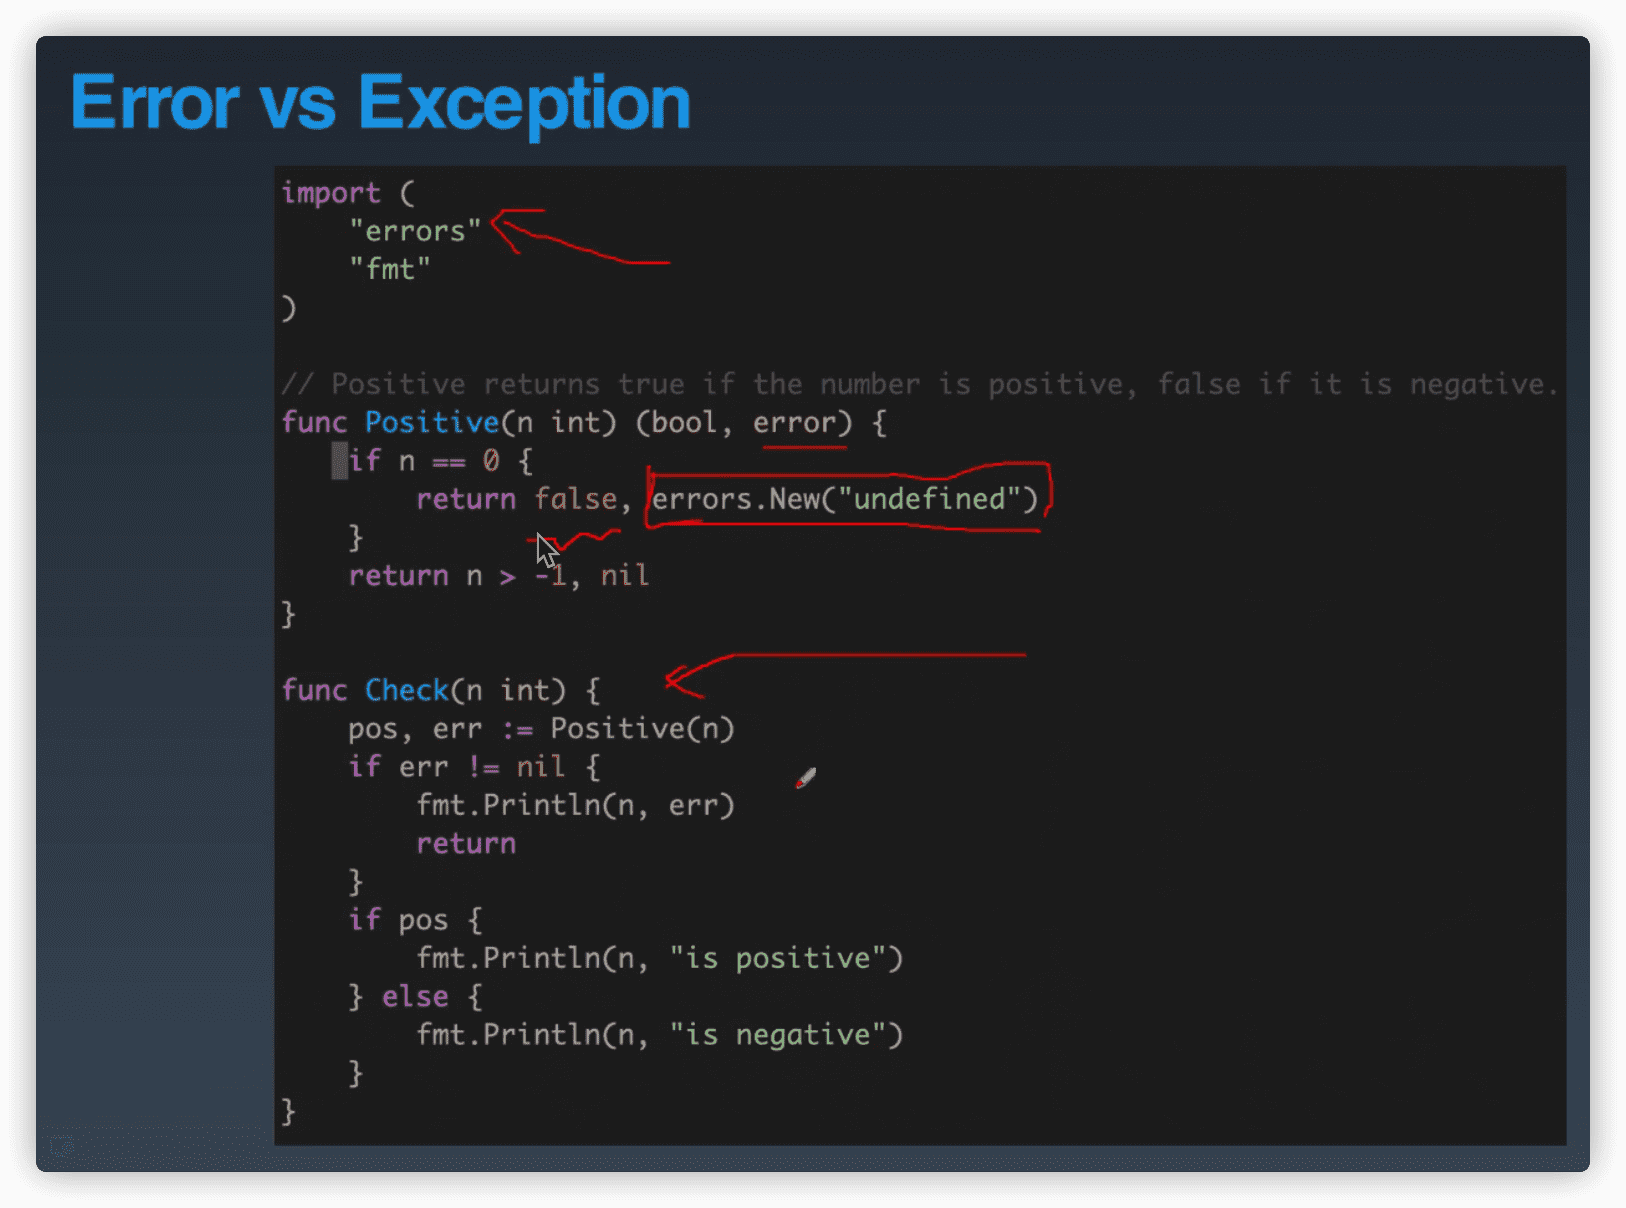 Error vs Exception
import (
    "errors"
    "fmt"
)
// Positive returns true if the number is positive, false if it is negative.
func Positive(n int) (bool, error) {
    if n == 0 {
        return false, errors.New("undefined")
    }
    return n > -1, nil
}
func Check(n int) {
    pos, err := Positive(n)
    if err != nil {
        fmt.Println(n, err)
        return
    }
    if pos {
        fmt.Println(n, "is positive")
    } else {
        fmt.Println(n, "is negative")
    }
}